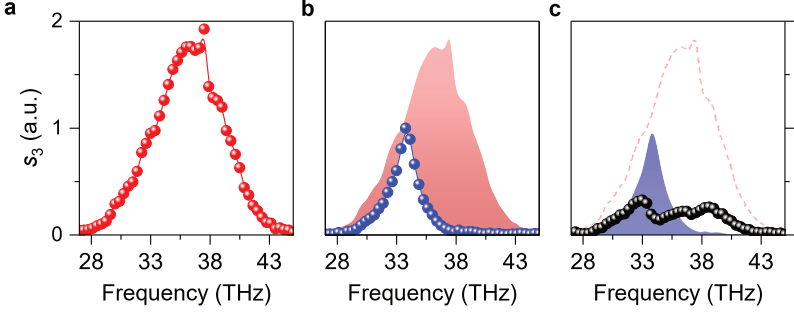 a
b
c
s3 (a.u.)
2
1
0
28 33 38 43
28 33 38 43
28 33 38 43
Frequency (THz)
Frequency (THz)
Frequency (THz)